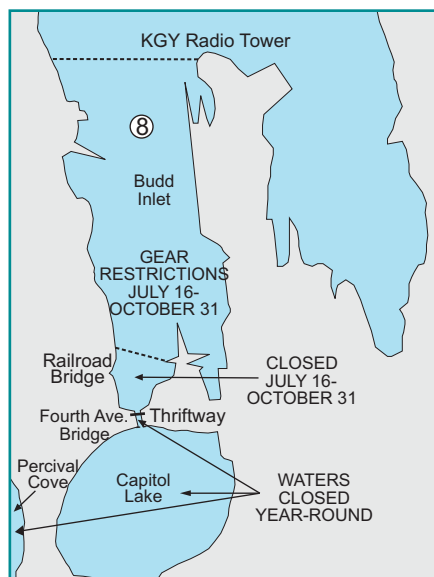 KGY Radio Tower
8
Budd
Inlet
GEAR
RESTRICTIONS
JULY 16-
OCTOBER 31
Railroad
Bridge
CLOSED
JULY 16-
OCTOBER 31
Fourth Ave.
Bridge
Thriftway
Percival
Cove
Capitol
Lake
WATERS
CLOSED
YEAR-ROUND